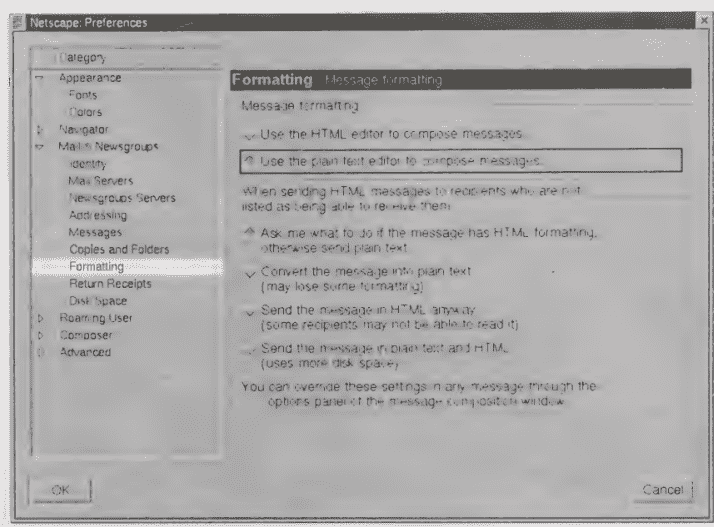 Netscape: Preferences
Category
Appearance
Fonts
Colors
Navigator
Mail & Newsgroups
Identity
Mail Servers
Newsgroups Servers
Addressing
Messages
Copies and Folders
Formatting
Return Receipts
Disk Space
Roaming User
Composer
Advanced
Formatting Message formatting
Message formatting
Use the HTML editor to compose messages.
Use the plain text editor to compose messages.
When sending HTML messages to recipients who are not
listed as being able to receive them:
Ask me what to do if the message has HTML formatting,
otherwise send plain text.
Convert the message into plain text
(may lose some formatting)
Send the message in HTML anyway
(some recipients may not be able to read it)
Send the message in plain text and HTML
(uses more disk space)
You can override these settings in any message through the
options panel of the message composition window.
OK
Cancel